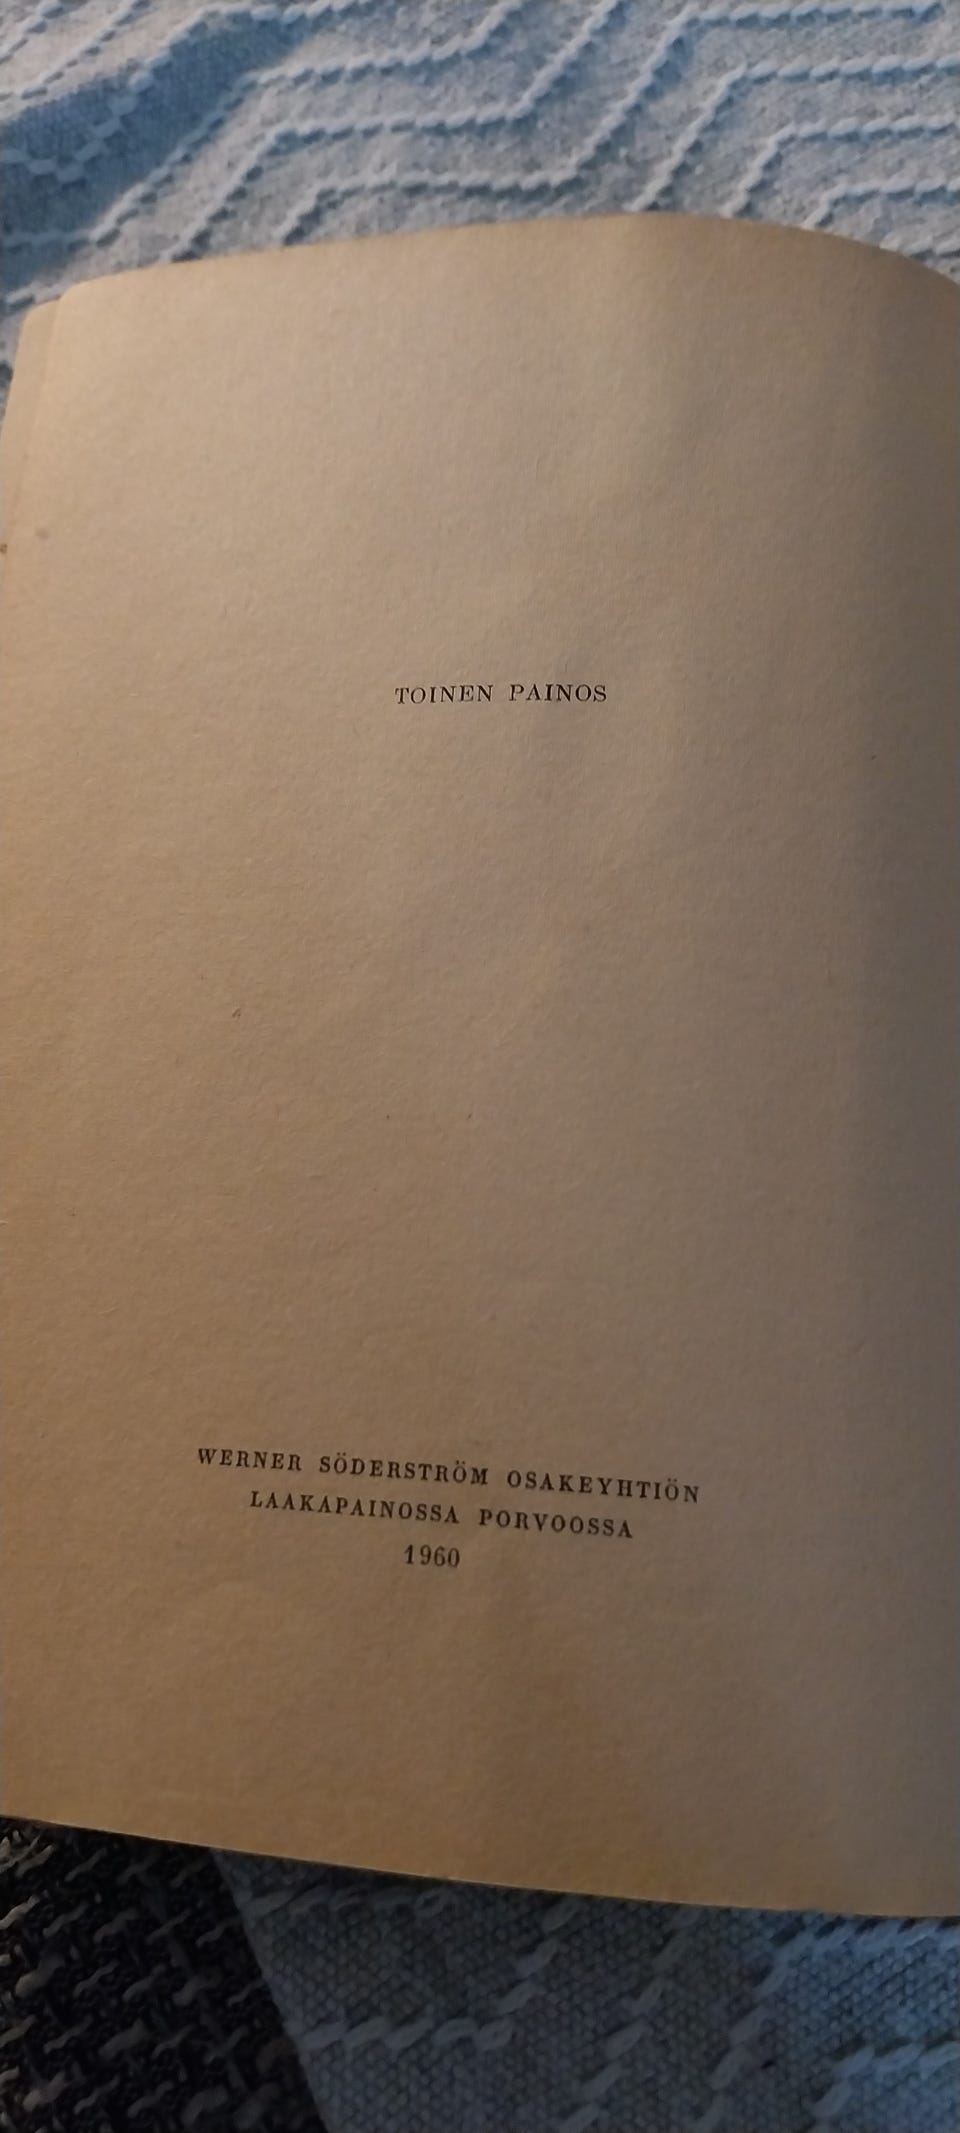 TOINEN PAINOS
WERNER SÖDERSTRÖM OSAKEYHTIÖN
LAAKAPAINOSSA PORVOOSSA
1960